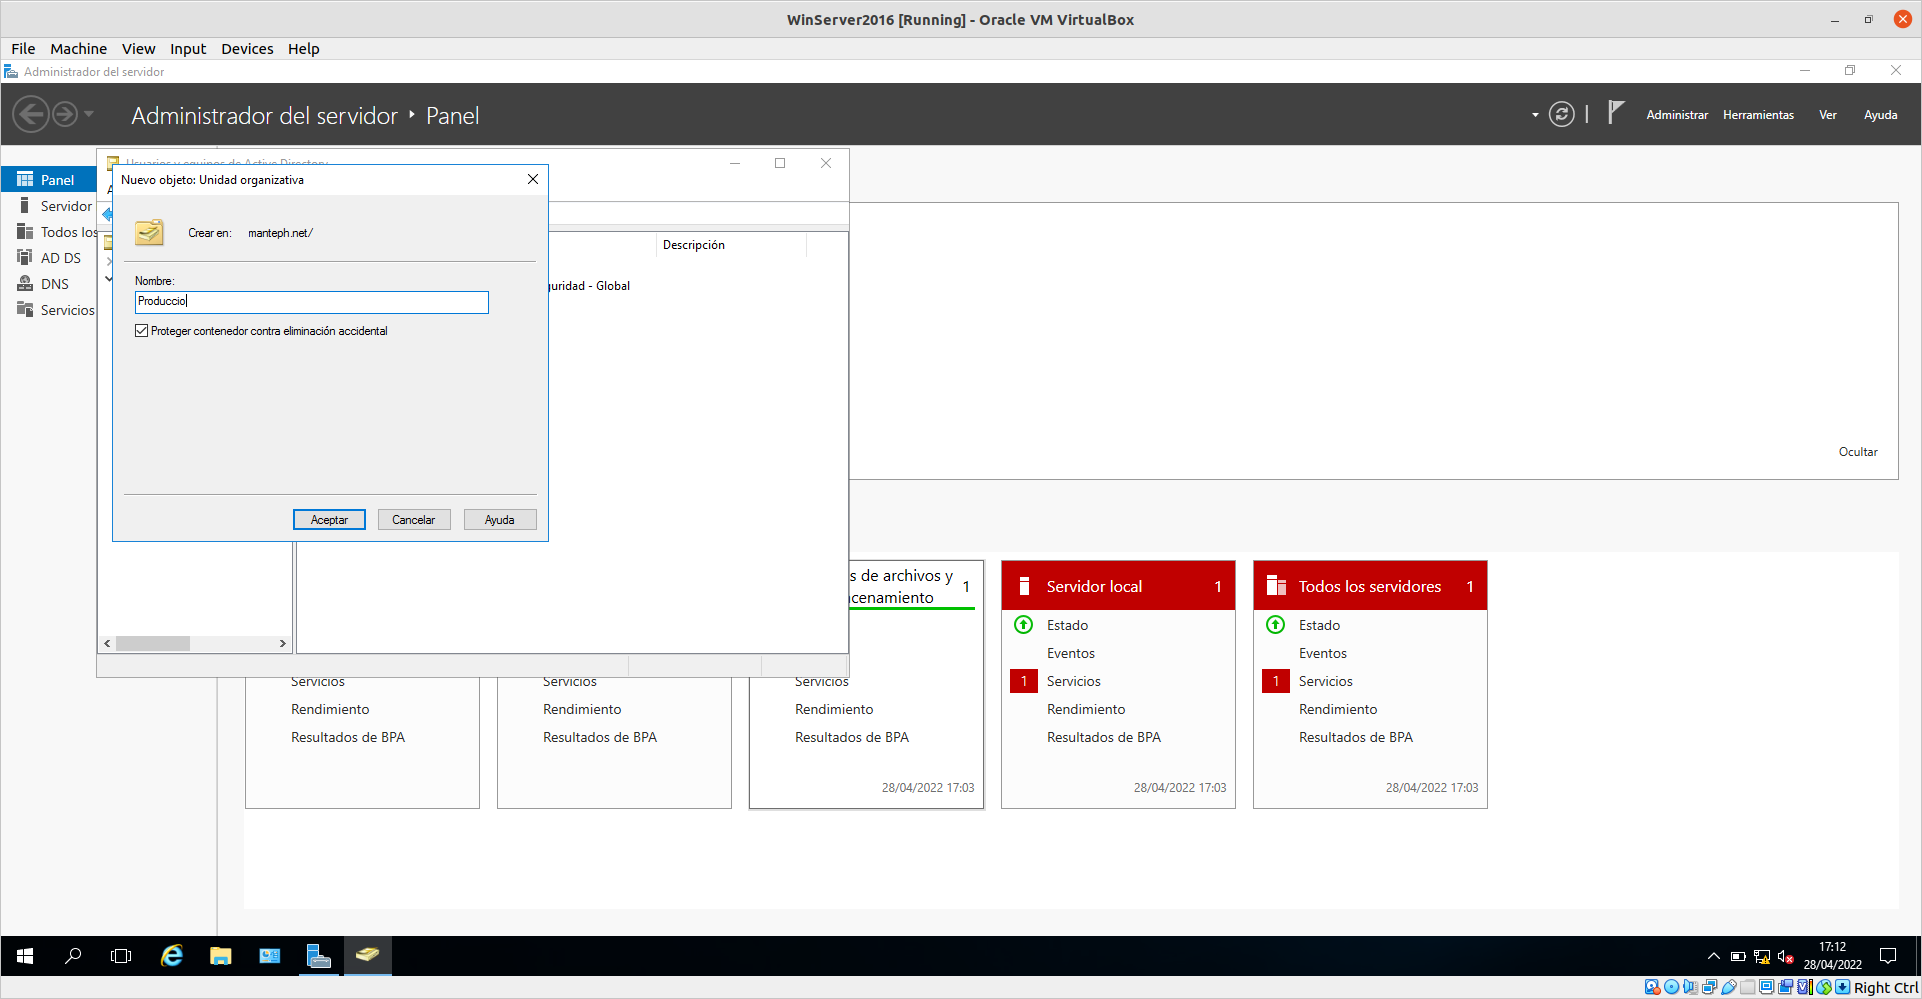 WinServer2016 [Running] - Oracle VM VirtualBox
File Machine View Input Devices Help
Administrador del servidor
Administrador del servidor Panel
Administrar Herramientas Ver Ayuda
Panel
Servidor
Todos los
AD DS
DNS
Servicios
Usuarios y equipos de Active Directory
Nuevo objeto: Unidad organizativa
Crear en: manteph.net/
Nombre:
Produccio
Proteger contenedor contra eliminación accidental
Aceptar Cancelar Ayuda
Descripción
guridad - Global
Ocultar
s de archivos y
cenamiento
1
Servidor local 1
Todos los servidores 1
Estado
Eventos
1 Servicios
Rendimiento
Resultados de BPA
28/04/2022 17:03
Estado
Eventos
1 Servicios
Rendimiento
Resultados de BPA
28/04/2022 17:03
Servicios
Rendimiento
Resultados de BPA
Servicios
Rendimiento
Resultados de BPA
Servicios
Rendimiento
Resultados de BPA
28/04/2022 17:03
17:12
28/04/2022
Right Ctrl